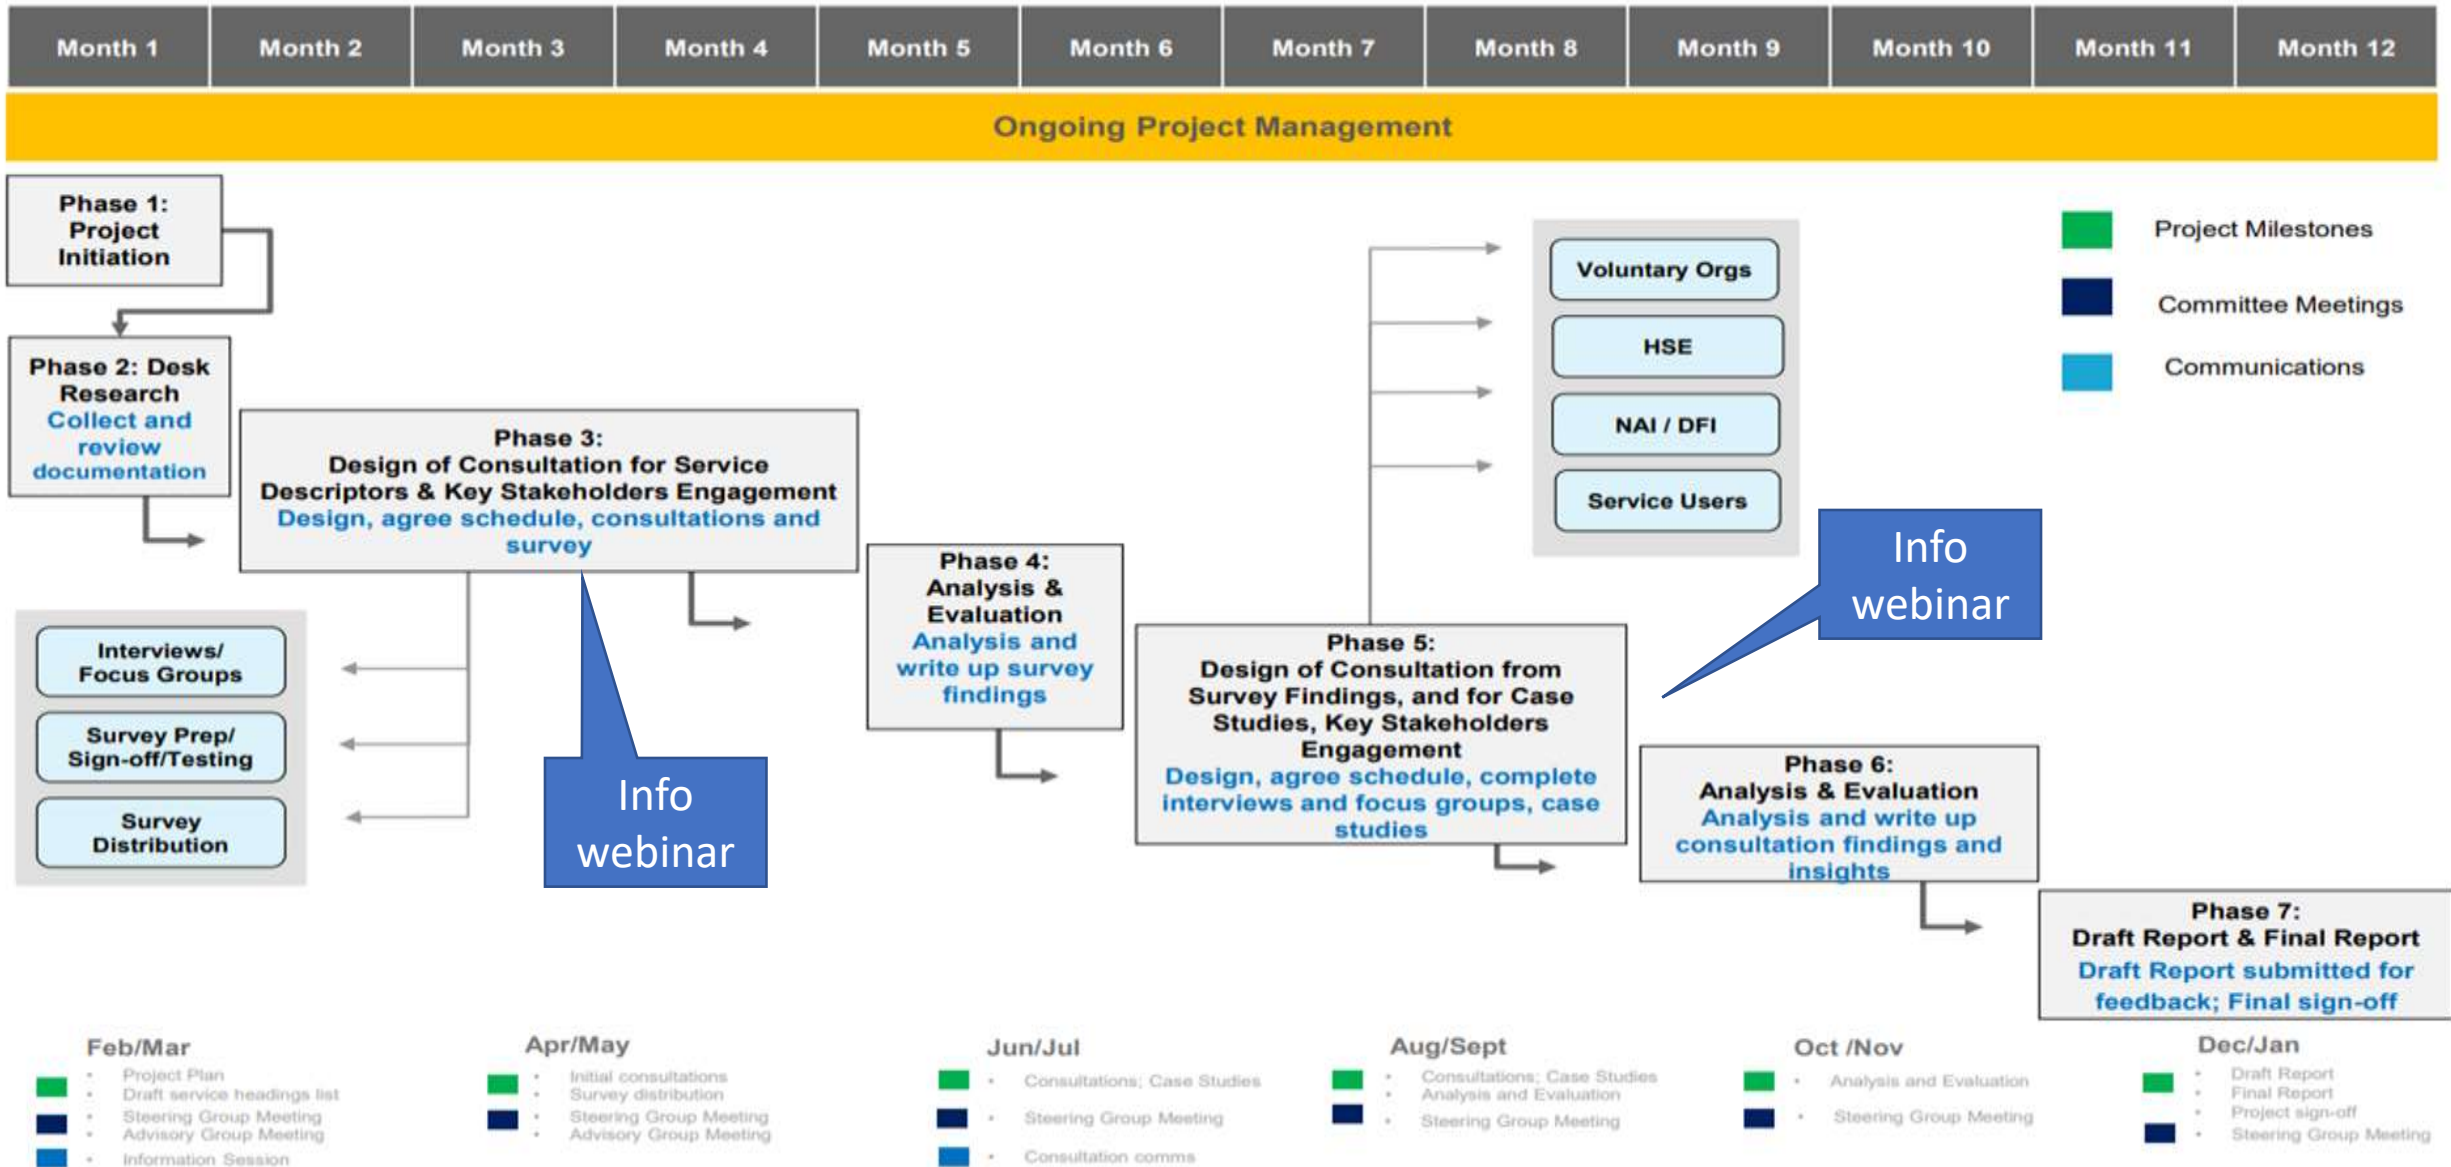 Month 1
Month 2
Month 3
Month 4
Month 5
Month 6
Month 7
Month 8
Month 9
Month 10
Month 11
Month 12
Ongoing Project Management
Phase 1:
Project
Initiation
Phase 2: Desk
Research
Collect and
review
documentation
Phase 3:
Design of Consultation for Service
Descriptors & Key Stakeholders Engagement
Design, agree schedule, consultations and
survey
Interviews/
Focus Groups
Survey Prep/
Sign-off/Testing
Survey
Distribution
Info
webinar
Phase 4:
Analysis &
Evaluation
Analysis and
write up survey
findings
Phase 5:
Design of Consultation from
Survey Findings, and for Case
Studies, Key Stakeholders
Engagement
Design, agree schedule, complete
interviews and focus groups, case
studies
Voluntary Orgs
HSE
NAI / DFI
Service Users
Info
webinar
Project Milestones
Committee Meetings
Communications
Phase 6:
Analysis & Evaluation
Analysis and write up
consultation findings and
insights
Phase 7:
Draft Report & Final Report
Draft Report submitted for
feedback; Final sign-off
Feb/Mar
• Project Plan
• Draft service headings list
• Steering Group Meeting
• Advisory Group Meeting
• Information Session
Apr/May
• Initial consultations
• Survey distribution
• Steering Group Meeting
• Advisory Group Meeting
Jun/Jul
• Consultations; Case Studies
• Steering Group Meeting
• Consultation comms
Aug/Sept
• Consultations; Case Studies
• Analysis and Evaluation
• Steering Group Meeting
Oct /Nov
• Analysis and Evaluation
• Steering Group Meeting
Dec/Jan
• Draft Report
• Final Report
• Project sign-off
• Steering Group Meeting